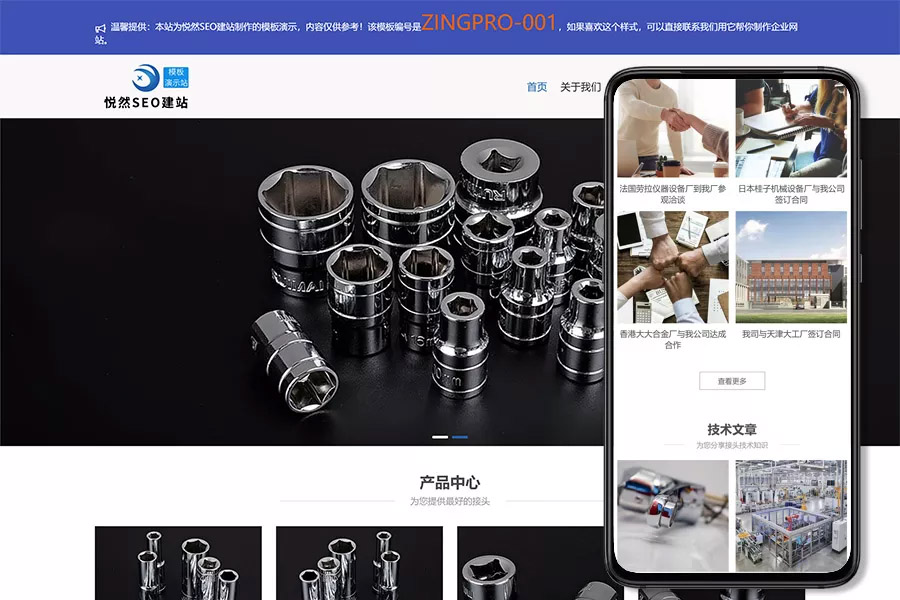 温馨提供：本站为悦然SEO建站制作的模板演示，内容仅供参考！该模板编号是ZINGPRO-001，如果喜欢这个样式，可以直接联系我们用它帮你制作企业网
站。
模板
演示站
悦然SEO建站
首页 关于我们
法国劳拉仪器设备厂到我厂参
观洽谈
日本桂子机械设备厂与我公司
签订合同
香港大大合金厂与我公司达成
合作
我司与天津大工厂签订合同
查看更多
技术文章
为您分享接头技术知识
产品中心
为您提供最好的接头